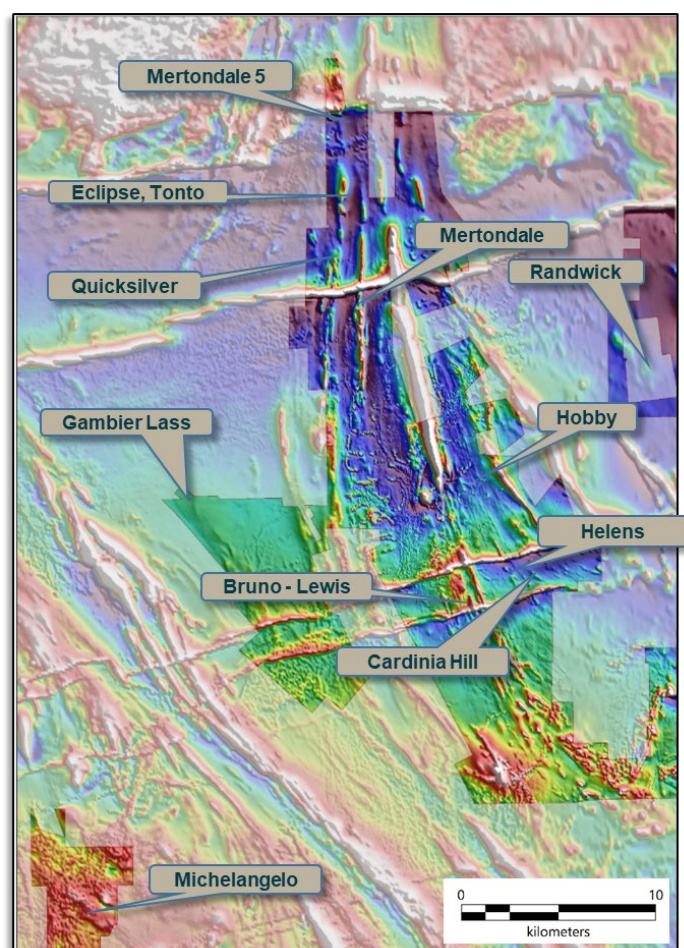 Mertondale 5
Eclipse, Tonto
Mertondale
Quicksilver
Randwick
Gambier Lass
Hobby
Helens
Bruno - Lewis
Cardinia Hill
Michelangelo
0 10
kilometers